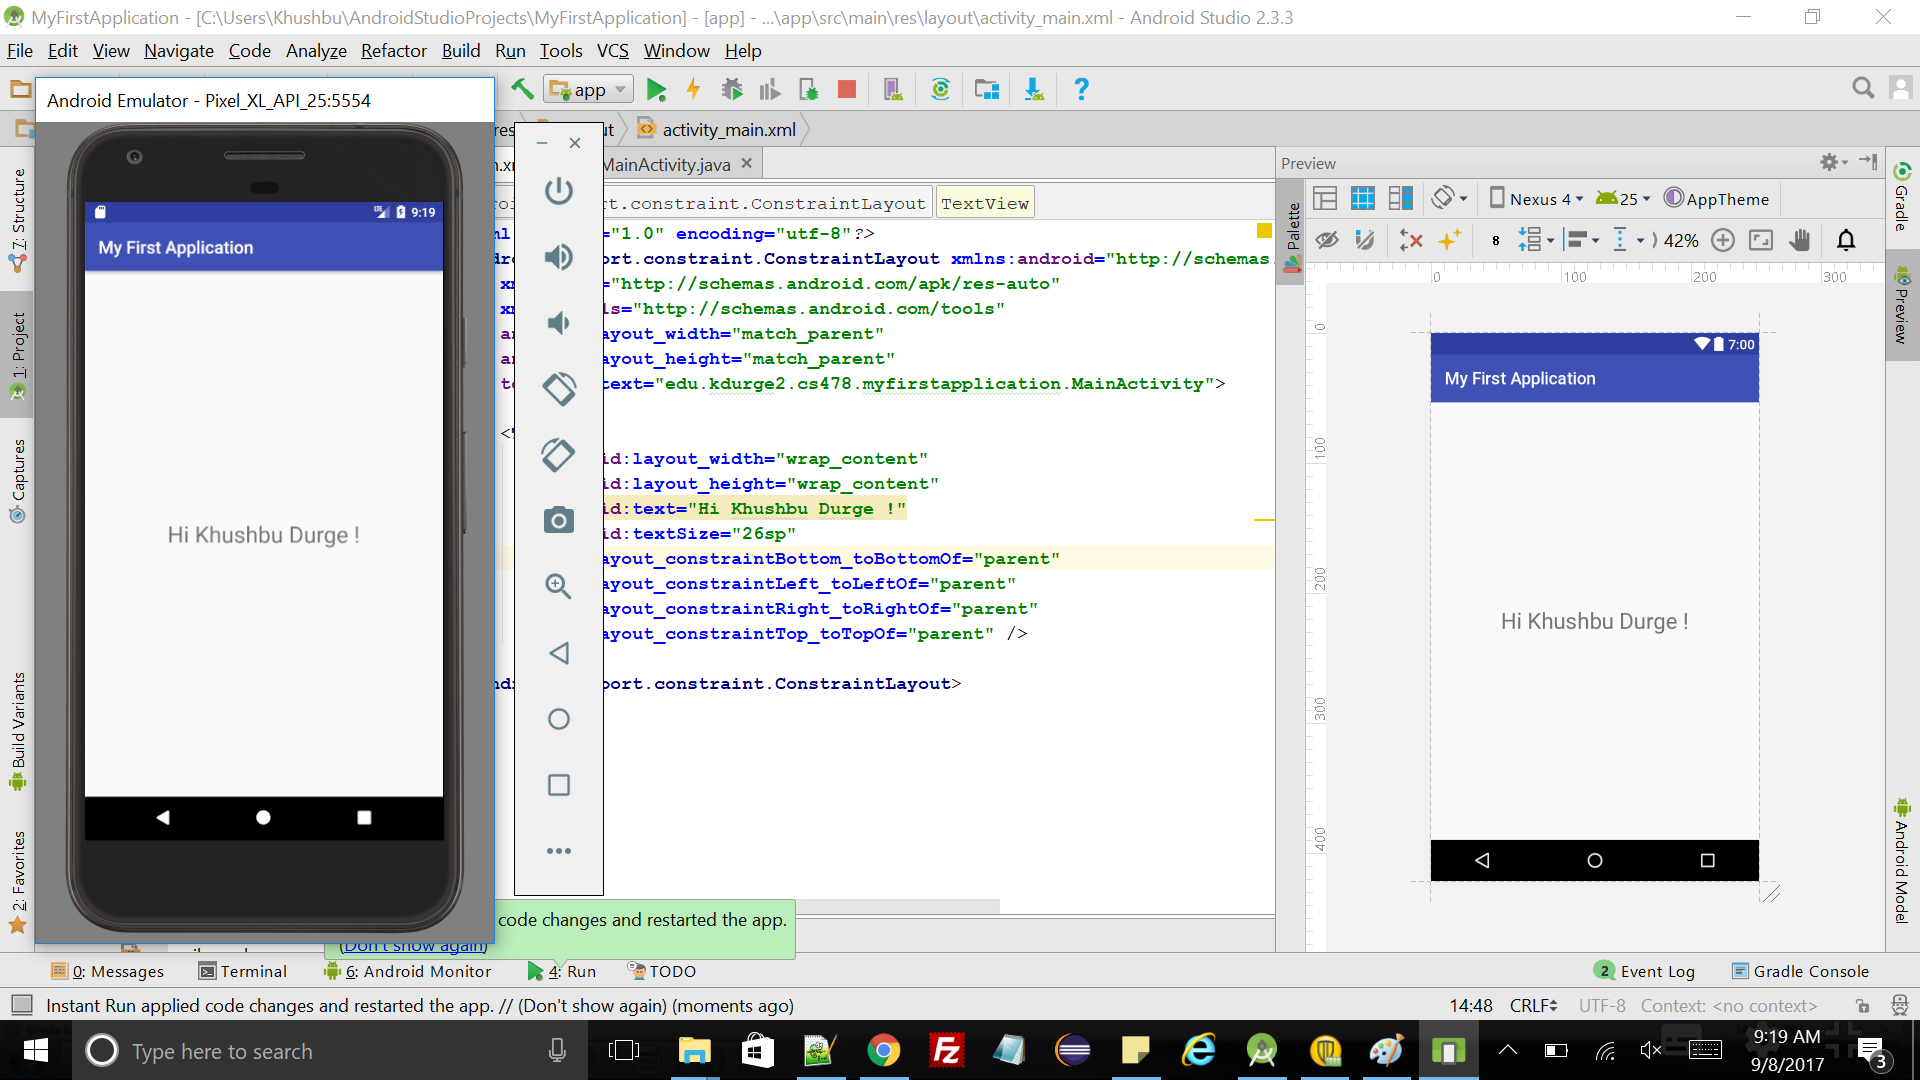 MyFirstApplication - [C:\Users\Khushbu\AndroidStudioProjects\MyFirstApplication] - [app] - ...\app\src\main\res\layout\activity_main.xml - Android Studio 2.3.3
File Edit View Navigate Code Analyze Refactor Build Run Tools VCS Window Help
app
Android Emulator - Pixel_XL_API_25:5554
activity_main.xml
MainActivity.java
Preview
port.constraint.ConstraintLayout TextView
Nexus 4 25 AppTheme
8 42%
="1.0" encoding="utf-8"?>
port.constraint.ConstraintLayout xmlns:android="http://schemas.
="http://schemas.android.com/apk/res-auto"
ls="http://schemas.android.com/tools"
ayout_width="match_parent"
ayout_height="match_parent"
text="edu.kdurge2.cs478.myfirstapplication.MainActivity">
id:layout_width="wrap_content"
id:layout_height="wrap_content"
id:text="Hi Khushbu Durge !"
id:textSize="26sp"
ayout_constraintBottom_toBottomOf="parent"
ayout_constraintLeft_toLeftOf="parent"
ayout_constraintRight_toRightOf="parent"
ayout_constraintTop_toTopOf="parent" />
port.constraint.ConstraintLayout>
LTE 9:19
My First Application
Hi Khushbu Durge !
0 100 200 300
0
100
200
300
400
7:00
My First Application
Hi Khushbu Durge !
7: Structure
1: Project
Captures
Build Variants
2: Favorites
Palette
Gradle
Preview
Android Model
code changes and restarted the app.
(Don't show again)
0: Messages Terminal 6: Android Monitor 4: Run TODO 2 Event Log Gradle Console
Instant Run applied code changes and restarted the app. // (Don't show again) (moments ago) 14:48 CRLF UTF-8 Context: <no context>
Type here to search
9:19 AM
9/8/2017
3